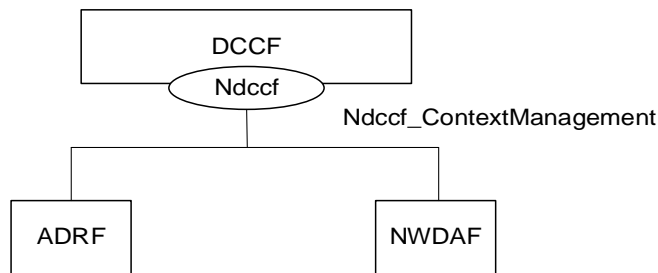 DCCF
Ndccf
Ndccf_ContextManagement
ADRF
NWDAF